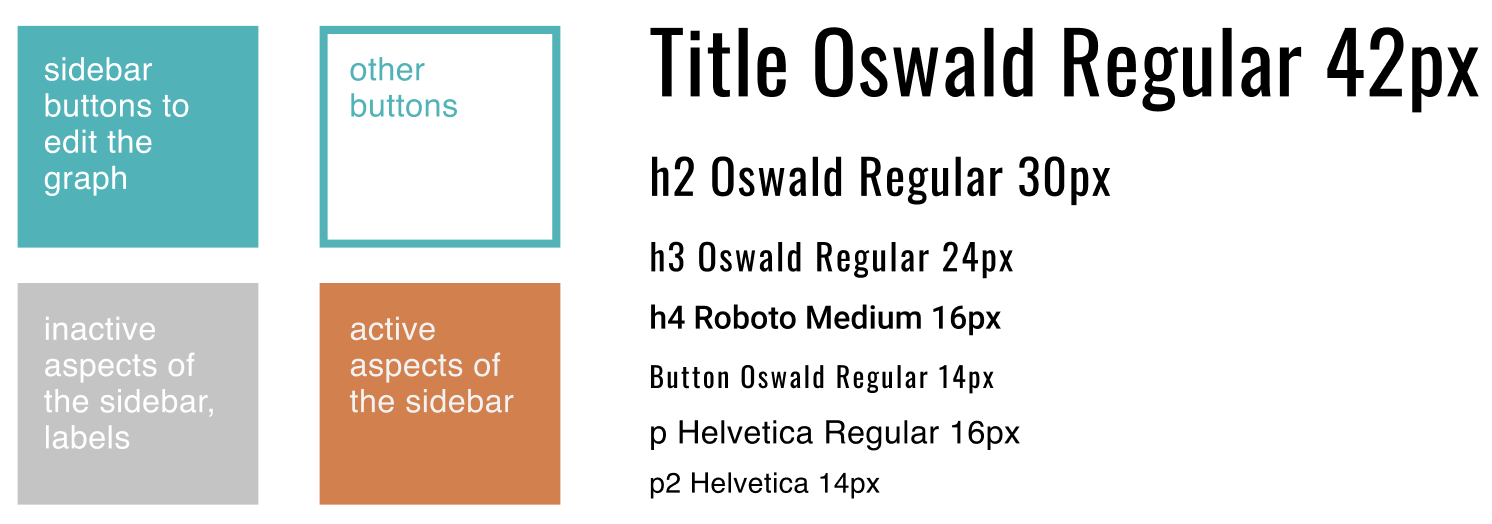 sidebar
buttons to
edit the
graph
other
buttons
inactive
aspects of
the sidebar,
labels
active
aspects of
the sidebar
Title Oswald Regular 42px
h2 Oswald Regular 30px
h3 Oswald Regular 24px
h4 Roboto Medium 16px
Button Oswald Regular 14px
p Helvetica Regular 16px
p2 Helvetica 14px